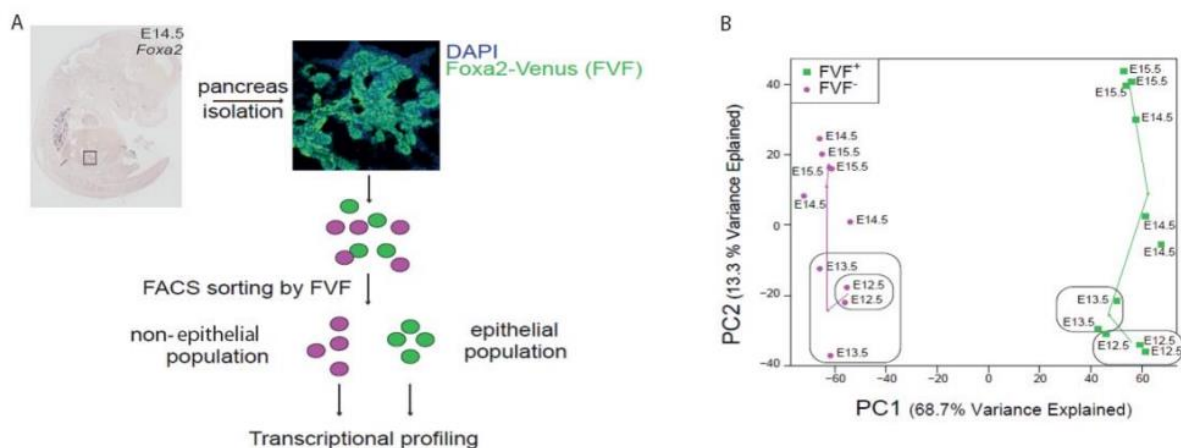 A
E14.5
Foxa2
pancreas
isolation
DAPI
Foxa2-Venus (FVF)
FACS sorting by FVF
non-epithelial
population
epithelial
population
Transcriptional profiling
B
FVF+
FVF-
PC2 (13.3 % Variance Eplained)
40
20
0
−20
−40
E15.5
E15.5
E15.5
E14.5
E14.5
E15.5
E15.5
E14.5
E14.5
E14.5
E14.5
E13.5
E12.5
E12.5
E13.5
E13.5
E13.5
E12.5
E12.5
E12.5
−60
−40
−20
0
20
40
60
PC1 (68.7% Variance Explained)